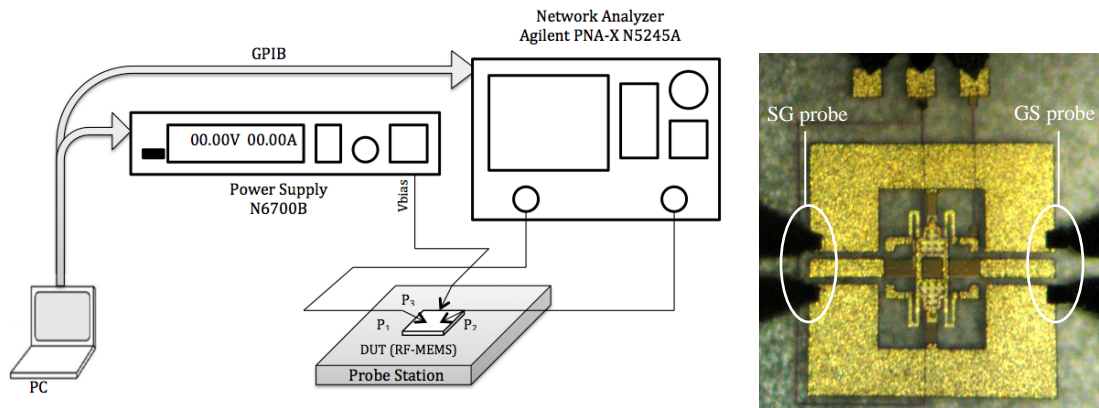 Network Analyzer
Agilent PNA-X N5245A
GPIB
00.00V 00.00A
Power Supply
N6700B
Vbias
P3
P1
P2
DUT (RF-MEMS)
Probe Station
PC
SG probe
GS probe